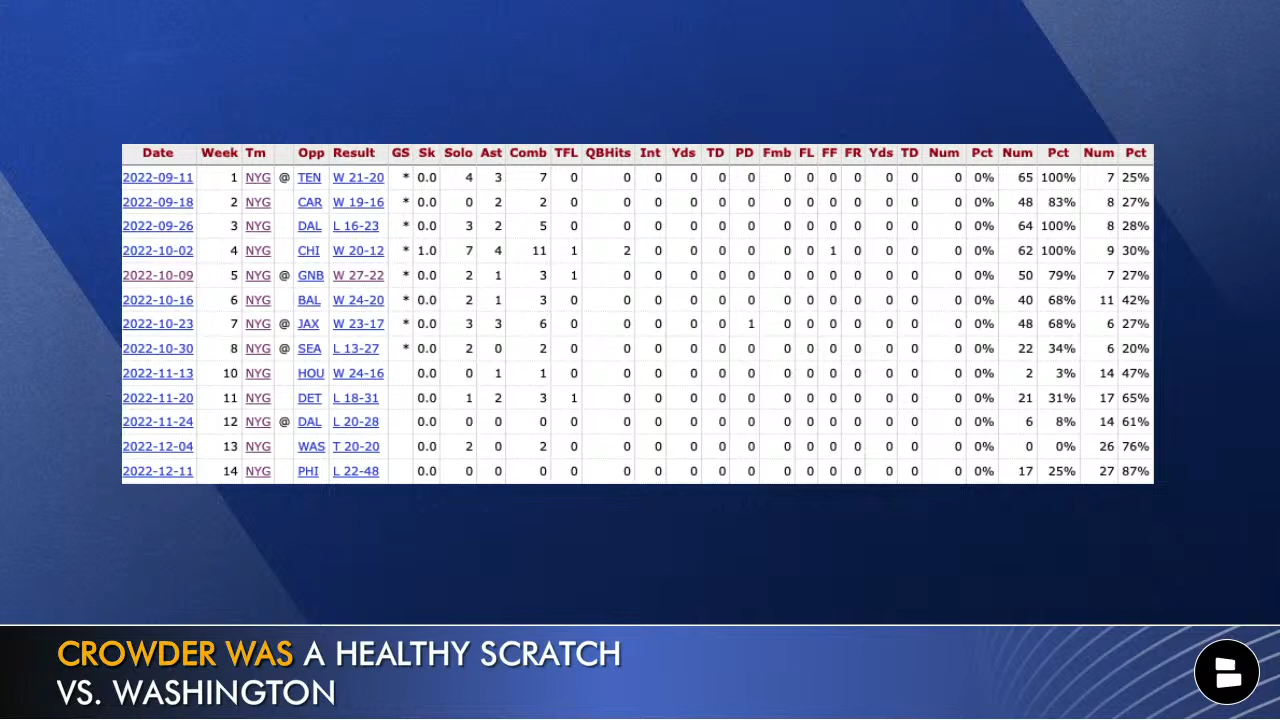 Date Week Tm Opp Result GS Sk Solo Ast Comb TFL QBHits Int Yds TD PD Fmb FL FF FR Yds TD Num Pct Num Pct Num Pct
2022-09-11 1 NYG @ TEN W 21-20 * 0.0 4 3 7 0 0 0 0 0 0 0 0 0 0 0 0 0 0% 65 100% 7 25%
2022-09-18 2 NYG CAR W 19-16 * 0.0 0 2 2 0 0 0 0 0 0 0 0 0 0 0 0 0 0% 48 83% 8 27%
2022-09-26 3 NYG DAL L 16-23 * 0.0 3 2 5 0 0 0 0 0 0 0 0 0 0 0 0 0 0% 64 100% 8 28%
2022-10-02 4 NYG CHI W 20-12 * 1.0 7 4 11 1 2 0 0 0 0 0 0 1 0 0 0 0 0% 62 100% 9 30%
2022-10-09 5 NYG @ GNB W 27-22 * 0.0 2 1 3 1 0 0 0 0 0 0 0 0 0 0 0 0 0% 50 79% 7 27%
2022-10-16 6 NYG BAL W 24-20 * 0.0 2 1 3 0 0 0 0 0 0 0 0 0 0 0 0 0 0% 40 68% 11 42%
2022-10-23 7 NYG @ JAX W 23-17 * 0.0 3 3 6 0 0 0 0 0 1 0 0 0 0 0 0 0 0% 48 68% 6 27%
2022-10-30 8 NYG @ SEA L 13-27 * 0.0 2 0 2 0 0 0 0 0 0 0 0 0 0 0 0 0 0% 22 34% 6 20%
2022-11-13 10 NYG HOU W 24-16 0.0 0 1 1 0 0 0 0 0 0 0 0 0 0 0 0 0 0% 2 3% 14 47%
2022-11-20 11 NYG DET L 18-31 0.0 1 2 3 1 0 0 0 0 0 0 0 0 0 0 0 0 0% 21 31% 17 65%
2022-11-24 12 NYG @ DAL L 20-28 0.0 0 0 0 0 0 0 0 0 0 0 0 0 0 0 0 0 0% 6 8% 14 61%
2022-12-04 13 NYG WAS T 20-20 0.0 2 0 2 0 0 0 0 0 0 0 0 0 0 0 0 0 0% 0 0% 26 76%
2022-12-11 14 NYG PHI L 22-48 0.0 0 0 0 0 0 0 0 0 0 0 0 0 0 0 0 0 0% 17 25% 27 87%
CROWDER WAS A HEALTHY SCRATCH
VS. WASHINGTON